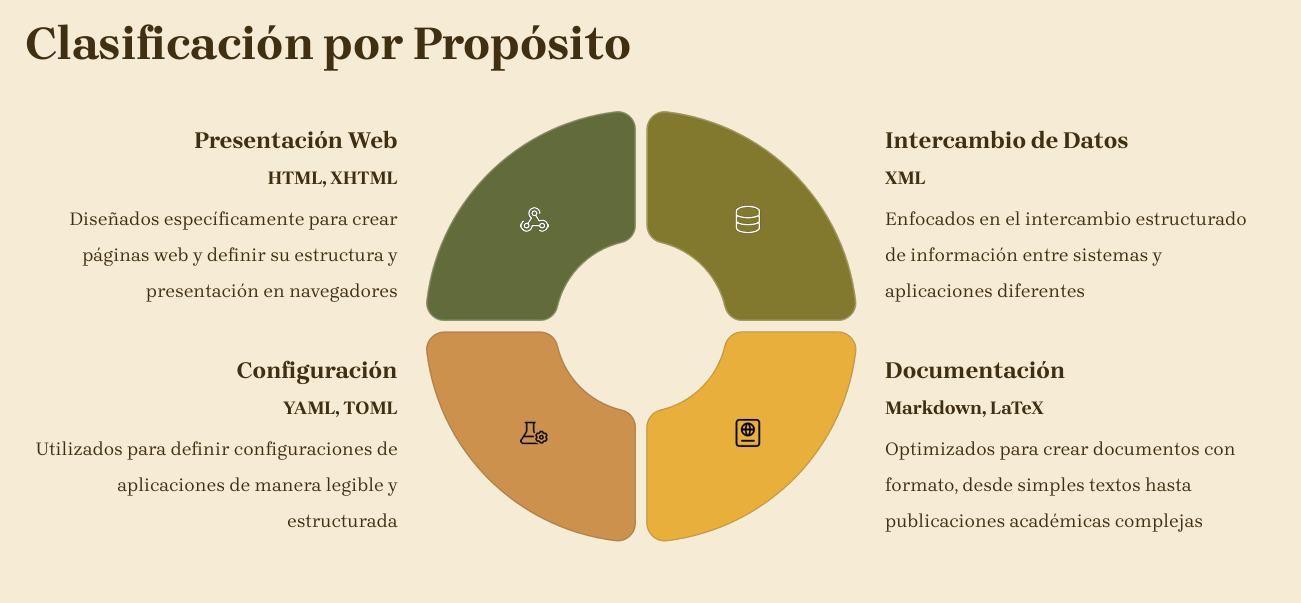 Clasificación por Propósito
Presentación Web
HTML, XHTML
Diseñados específicamente para crear
páginas web y definir su estructura y
presentación en navegadores
Intercambio de Datos
XML
Enfocados en el intercambio estructurado
de información entre sistemas y
aplicaciones diferentes
Configuración
YAML, TOML
Utilizados para definir configuraciones de
aplicaciones de manera legible y
estructurada
Documentación
Markdown, LaTeX
Optimizados para crear documentos con
formato, desde simples textos hasta
publicaciones académicas complejas